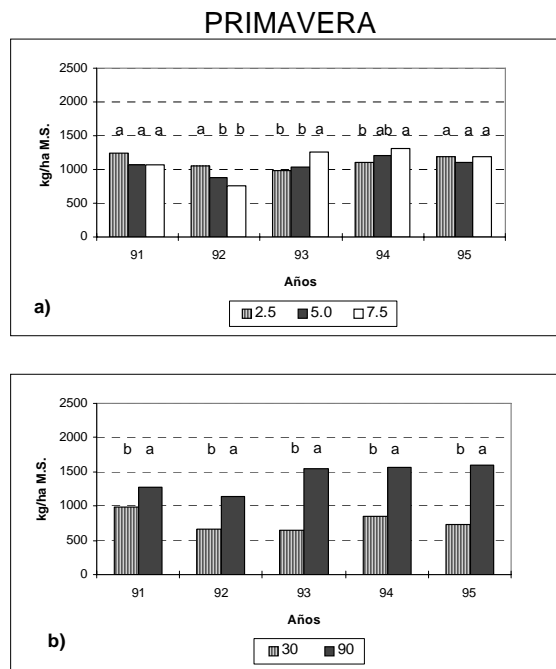 PRIMAVERA
2500
2000
1500
1000
500
0
kg/ha M.S.
a a a a b b b b a b ab a a a a
91 92 93 94 95
Años
a)
2.5 5.0 7.5
2500
2000
1500
1000
500
0
kg/ha M.S.
b a b a b a b a b a
91 92 93 94 95
Años
b)
30 90